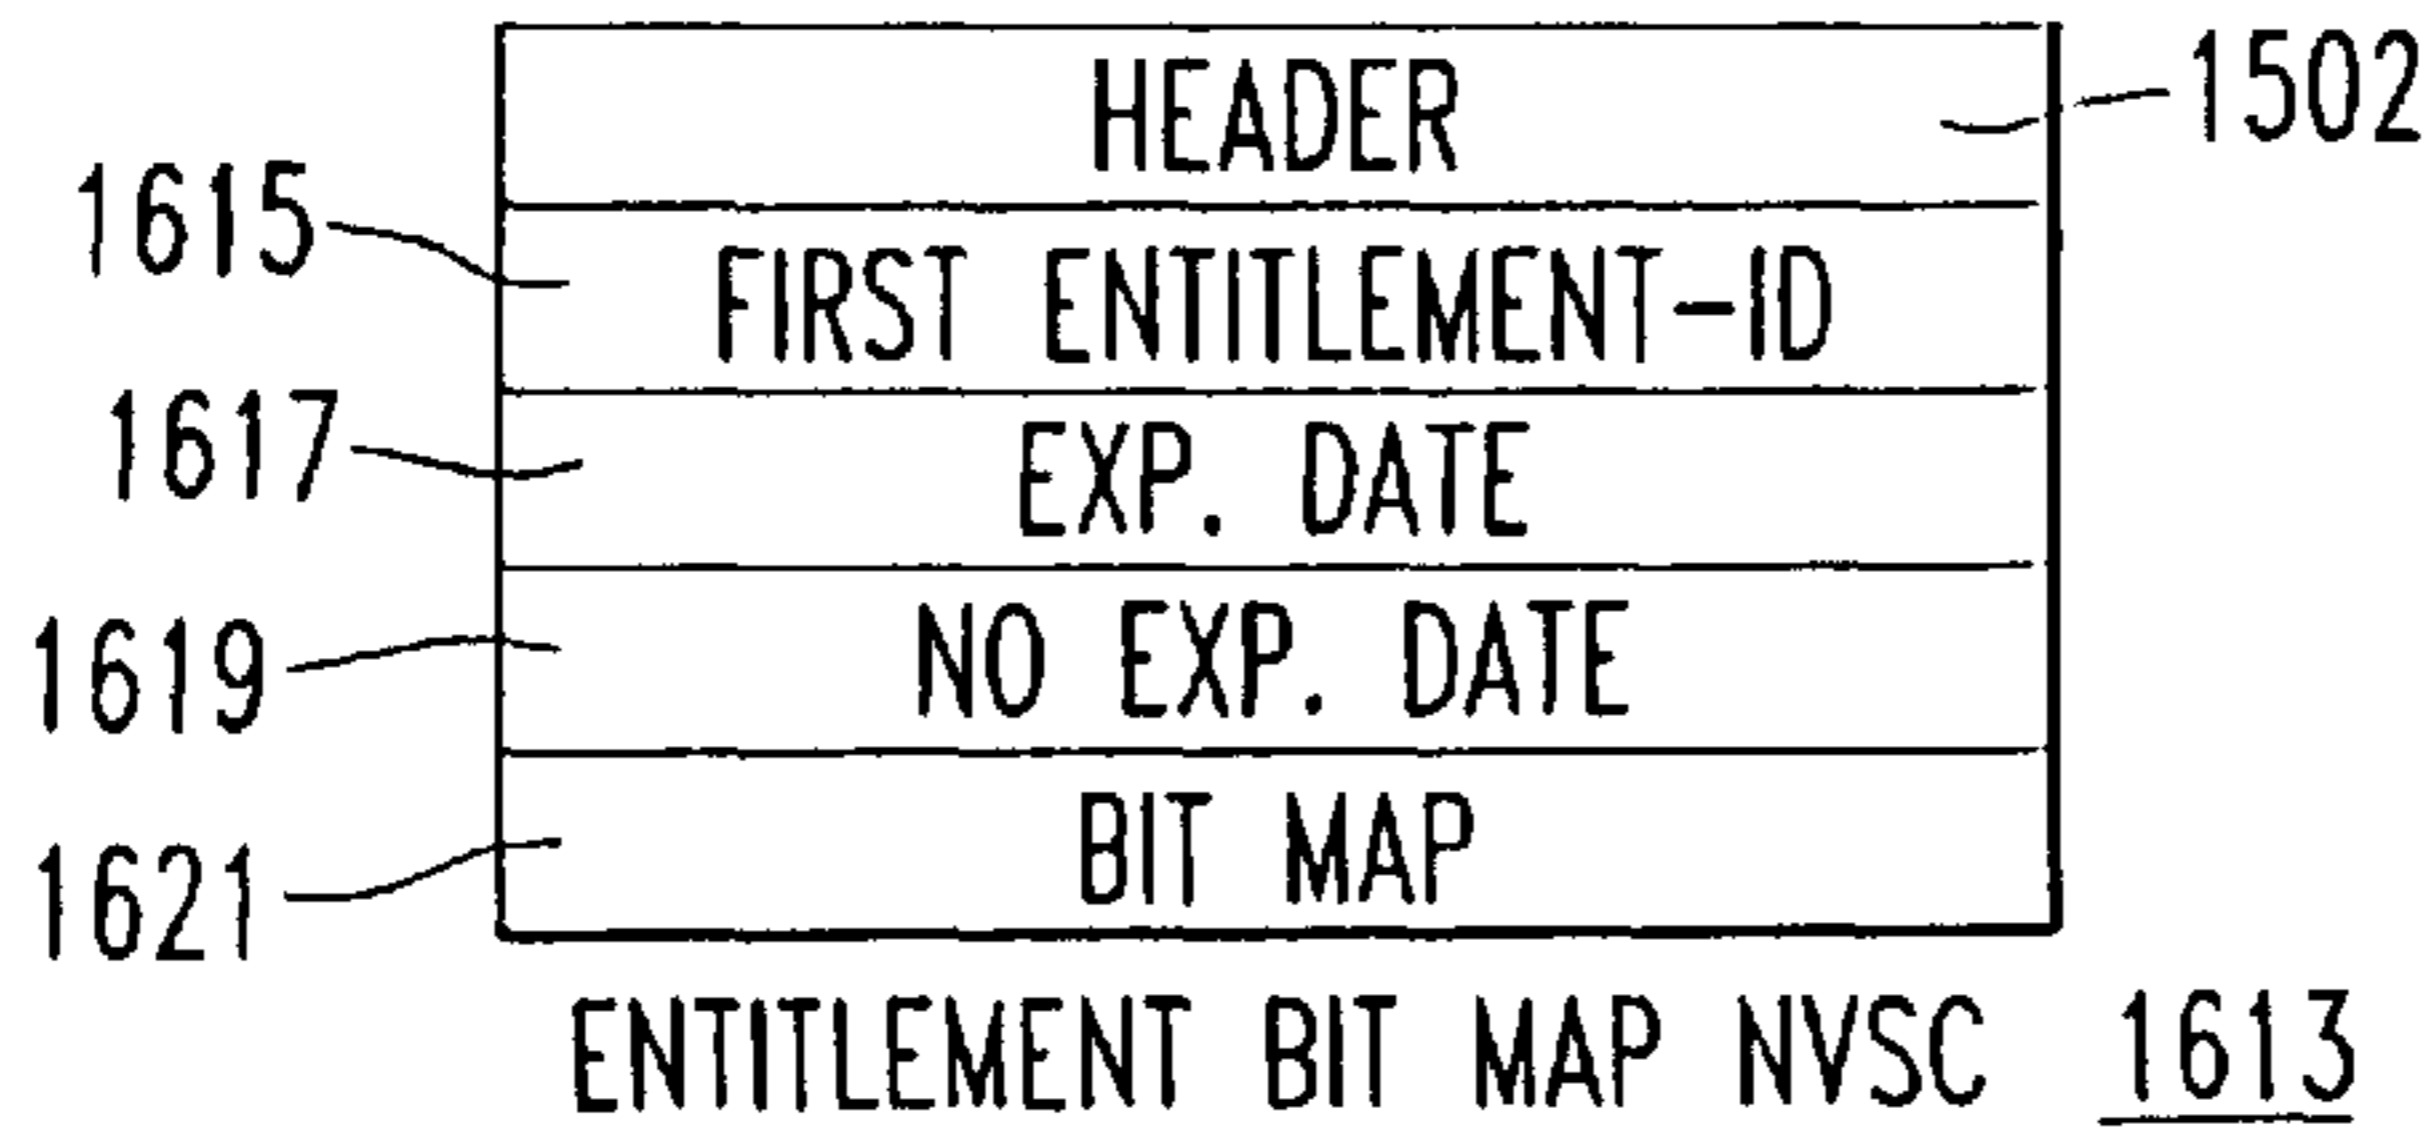 HEADER 1502
1615 FIRST ENTITLEMENT-ID
1617 EXP. DATE
1619 NO EXP. DATE
1621 BIT MAP
ENTITLEMENT BIT MAP NVSC 1613